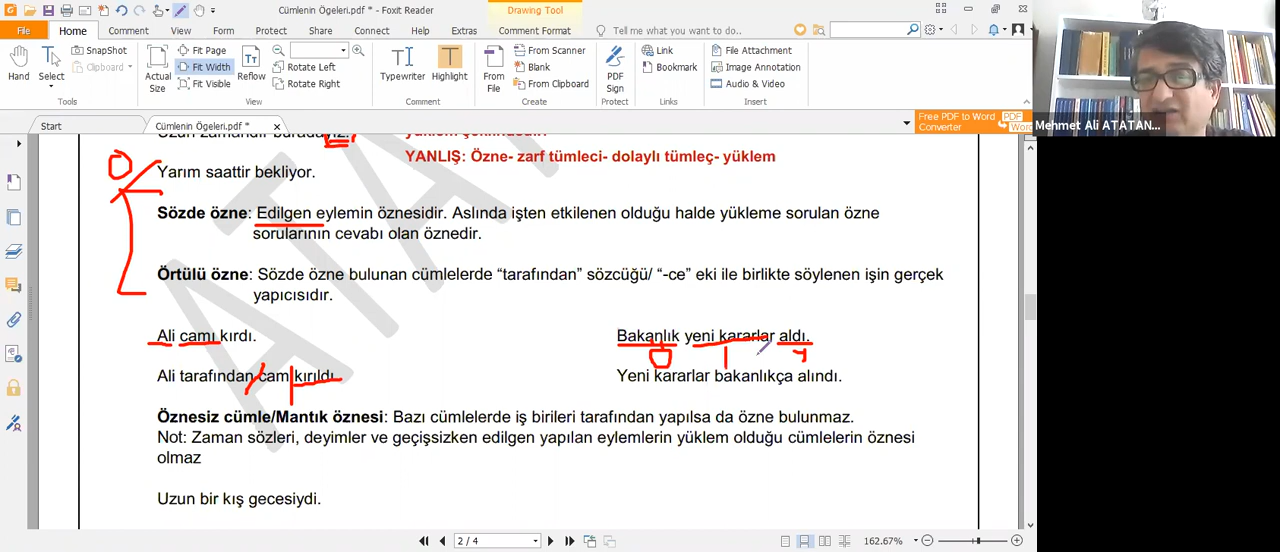 Cümlenin Ögeleri.pdf * - Foxit Reader
Drawing Tool
File Home Comment View Form Protect Share Connect Help Extras Comment Format Tell me what you want to do...
Hand Select SnapShot Clipboard Actual Size Fit Page Fit Width Fit Visible Reflow Rotate Left Rotate Right Typewriter Highlight From File From Scanner Blank From Clipboard PDF Sign Link Bookmark File Attachment Image Annotation Audio & Video
Tools View Comment Create Protect Links Insert
Start Cümlenin Ögeleri.pdf *
Free PDF to Word Converter
PDF
Word
Mehmet Ali ATATAN...
YANLIŞ: Özne- zarf tümleci- dolaylı tümleç- yüklem
Yarım saattir bekliyor.
Sözde özne: Edilgen eylemin öznesidir. Aslında işten etkilenen olduğu halde yükleme sorulan özne
sorularının cevabı olan öznedir.
Örtülü özne: Sözde özne bulunan cümlelerde “tarafından” sözcüğü/ “-ce” eki ile birlikte söylenen işin gerçek
yapıcısıdır.
Ali camı kırdı. Bakanlık yeni kararlar aldı.
Ali tarafından cam kırıldı. Yeni kararlar bakanlıkça alındı.
Öznesiz cümle/Mantık öznesi: Bazı cümlelerde iş birileri tarafından yapılsa da özne bulunmaz.
Not: Zaman sözleri, deyimler ve geçişsizken edilgen yapılan eylemlerin yüklem olduğu cümlelerin öznesi
olmaz
Uzun bir kış gecesiydi.
2 / 4
162.67%